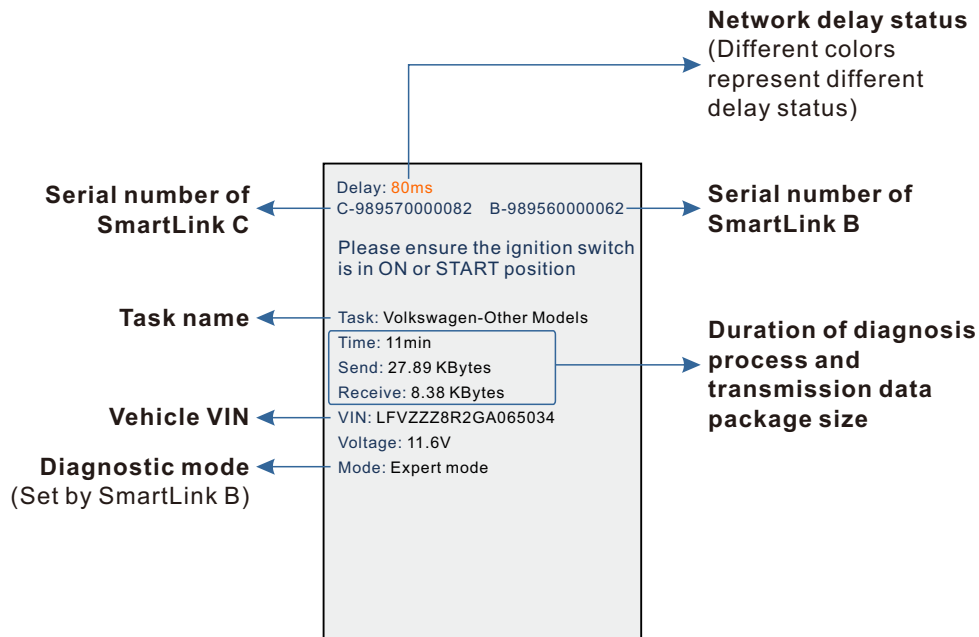 Network delay status
(Different colors
represent different
delay status)
Delay: 80ms
Serial number of
SmartLink C
C-989570000082 B-989560000062
Serial number of
SmartLink B
Please ensure the ignition switch
is in ON or START position
Task name
Task: Volkswagen-Other Models
Time: 11min
Send: 27.89 KBytes
Receive: 8.38 KBytes
Duration of diagnosis
process and
transmission data
package size
Vehicle VIN
VIN: LFVZZZ8R2GA065034
Voltage: 11.6V
Diagnostic mode
(Set by SmartLink B)
Mode: Expert mode